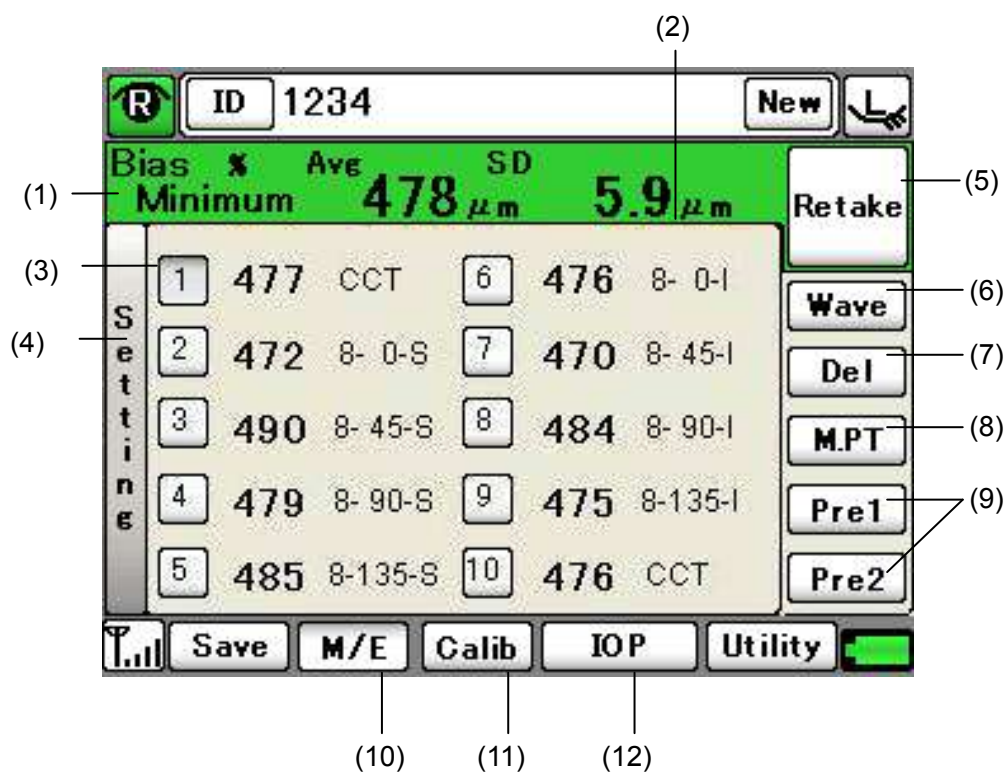 (2)
R ID 1234 New L
Bias % Avg SD
(1) Minimum 478 μm 5.9 μm Retake (5)
(3) 1 477 CCT 6 476 8- 0-I Wave (6)
(4) Setting 2 472 8- 0-S 7 470 8- 45-I Del (7)
3 490 8- 45-S 8 484 8- 90-I M.PT (8)
4 479 8- 90-S 9 475 8-135-I Pre1 (9)
5 485 8-135-S 10 476 CCT Pre2
Save M/E Calib IOP Utility
(10) (11) (12)